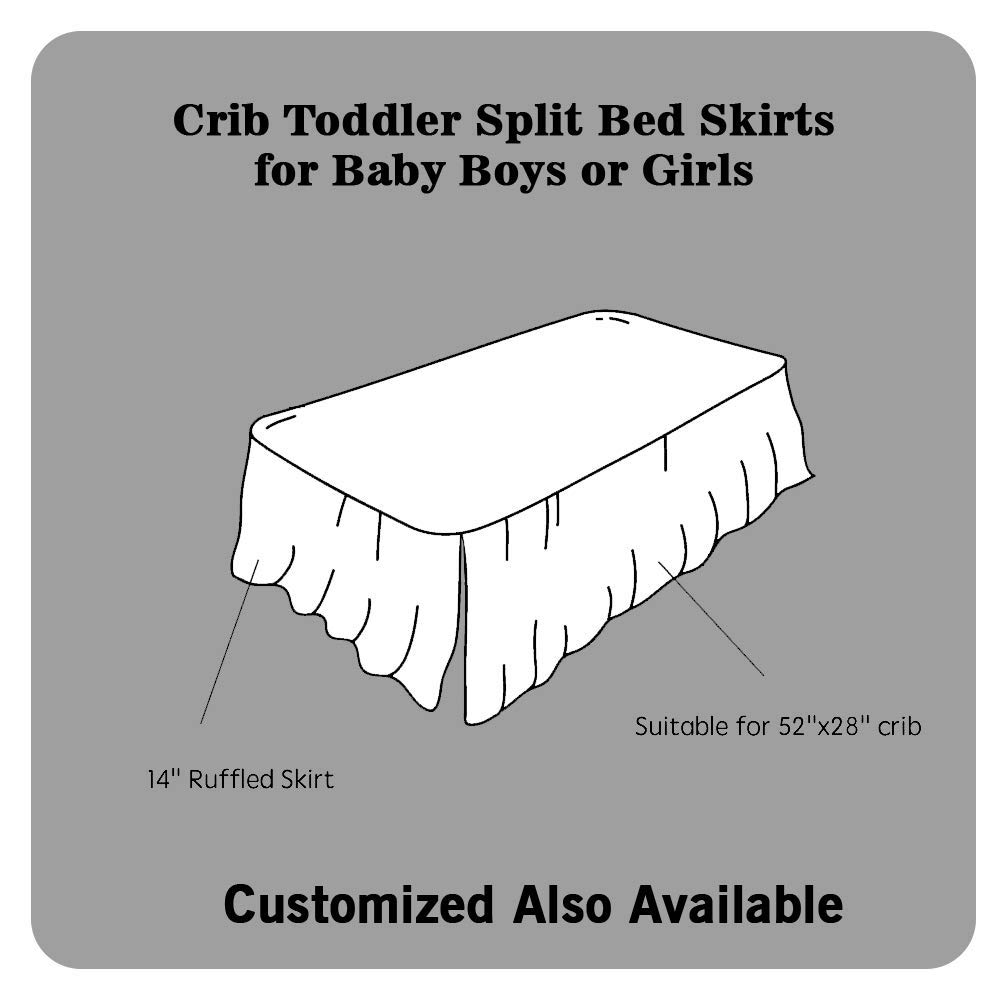 Crib Toddler Split Bed Skirts
for Baby Boys or Girls
Suitable for 52"x28" crib
14" Ruffled Skirt
Customized Also Available